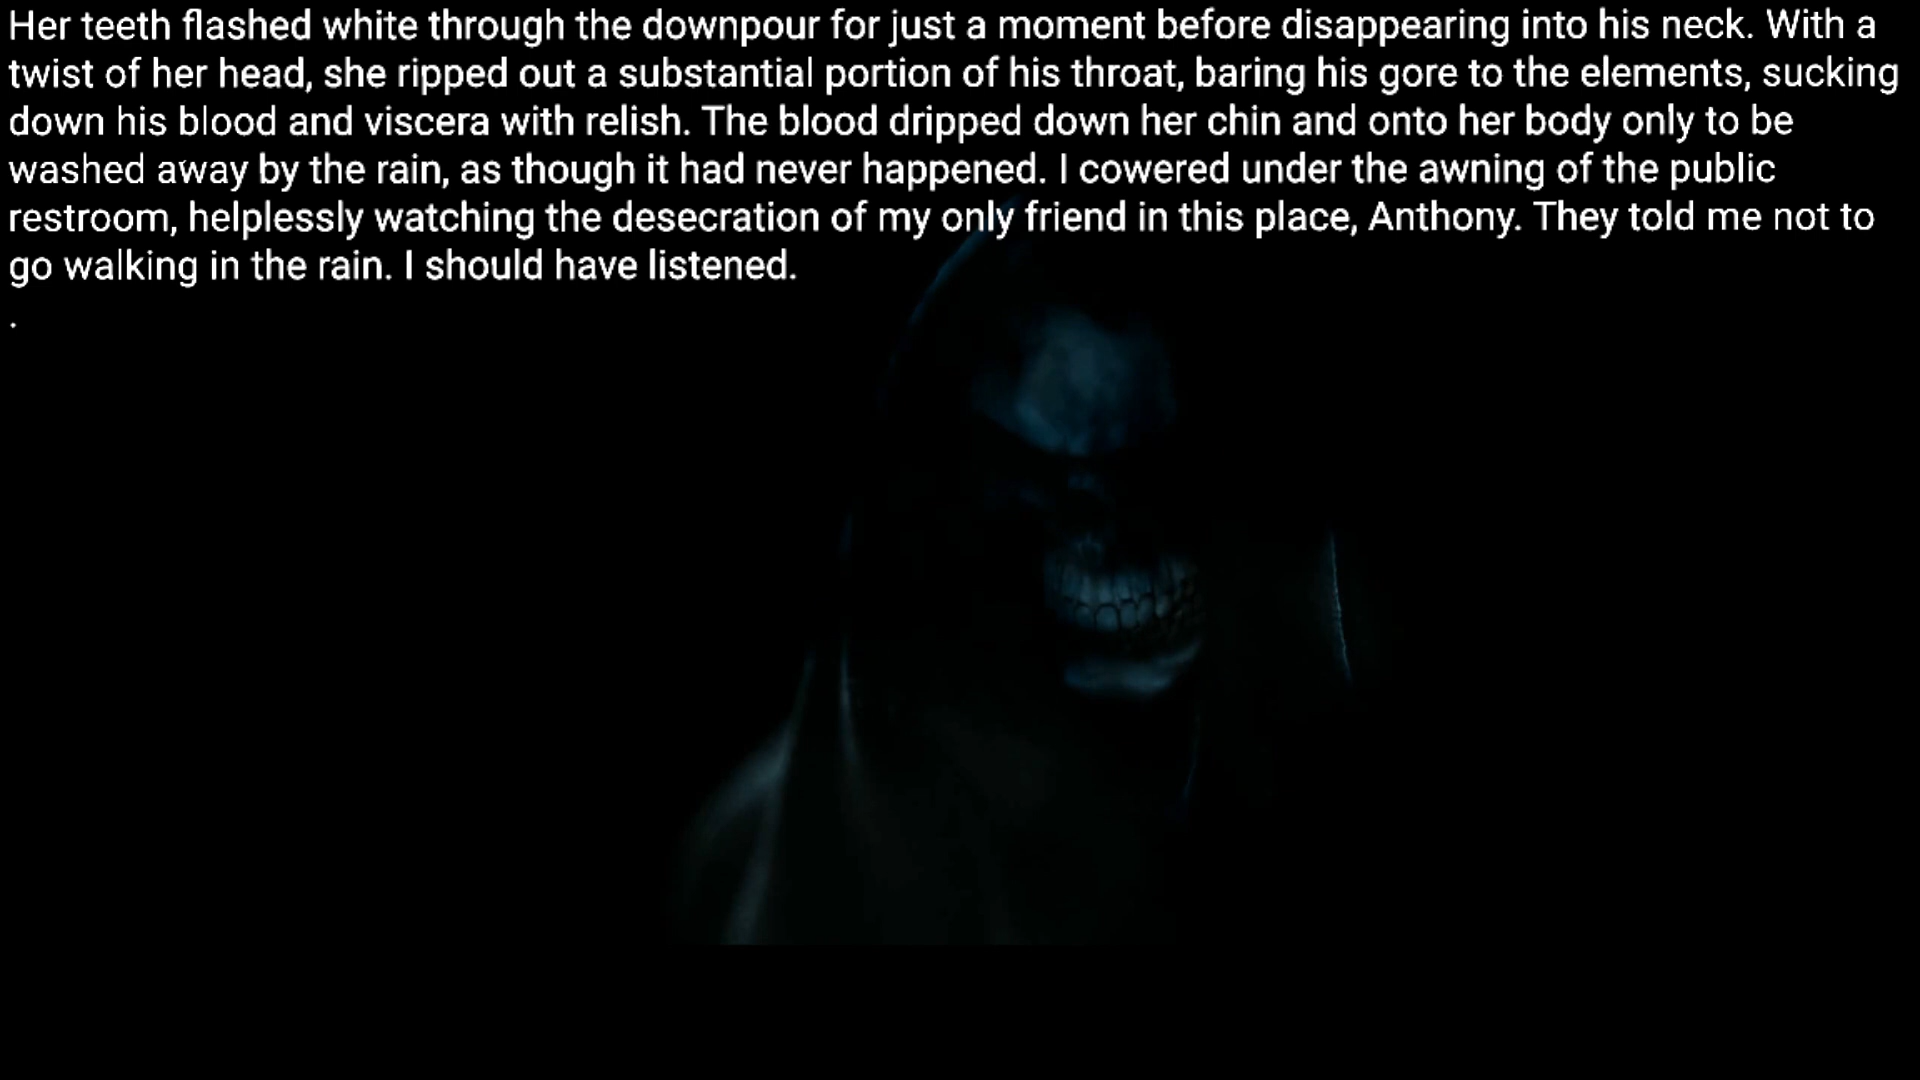 Her teeth flashed white through the downpour for just a moment before disappearing into his neck. With a
twist of her head, she ripped out a substantial portion of his throat, baring his gore to the elements, sucking
down his blood and viscera with relish. The blood dripped down her chin and onto her body only to be
washed away by the rain, as though it had never happened. I cowered under the awning of the public
restroom, helplessly watching the desecration of my only friend in this place, Anthony. They told me not to
go walking in the rain. I should have listened.
.